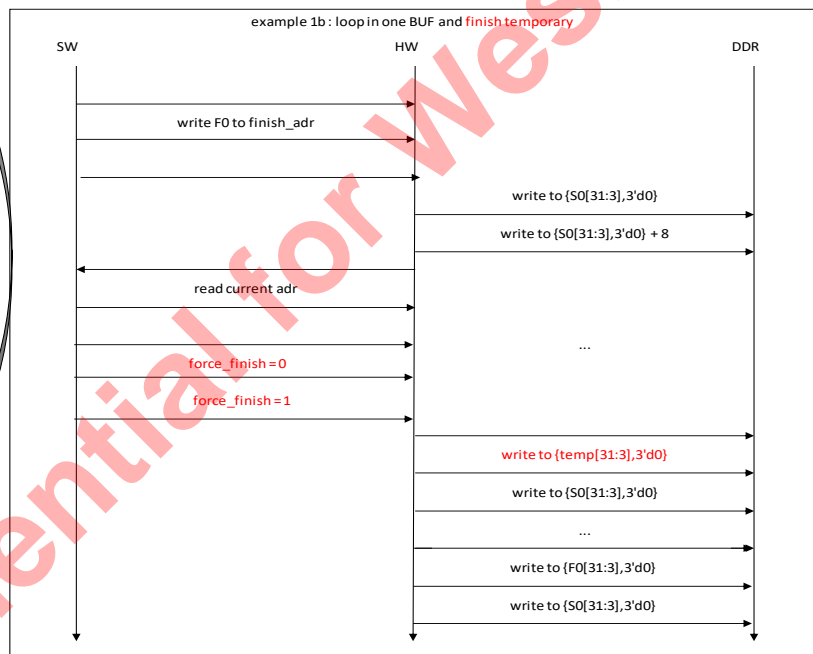 example 1b : loop in one BUF and finish temporary
SW HW DDR
write F0 to finish_adr
write to {S0[31:3],3'd0}
write to {S0[31:3],3'd0} + 8
read current adr
...
force_finish = 0
force_finish = 1
write to {temp[31:3],3'd0}
write to {S0[31:3],3'd0}
...
write to {F0[31:3],3'd0}
write to {S0[31:3],3'd0}
ential for Wes